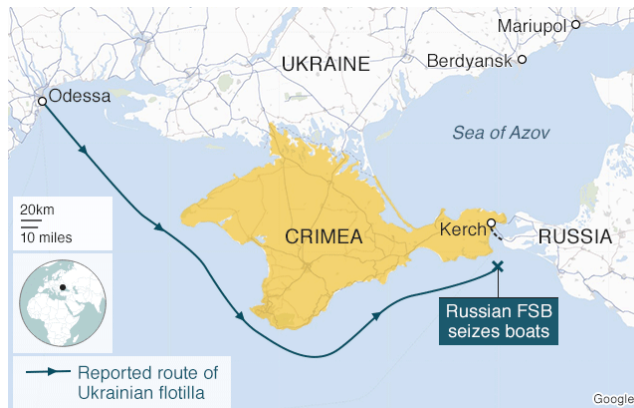 Mariupol
UKRAINE
Berdyansk
Odessa
Sea of Azov
20km
10 miles
CRIMEA
Kerch
RUSSIA
Russian FSB
seizes boats
Reported route of
Ukrainian flotilla
Google